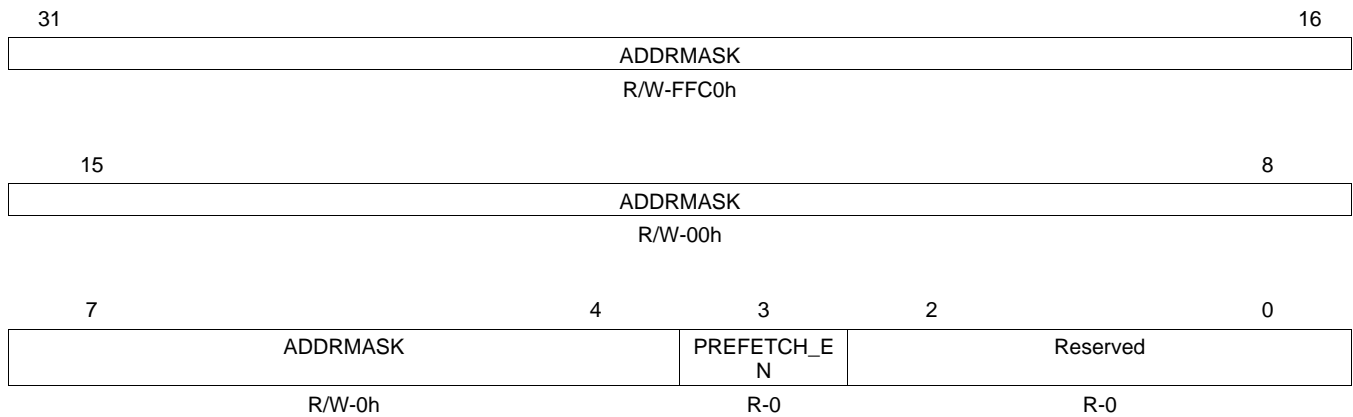 31 16
ADDRMASK
R/W-FFC0h
15 8
ADDRMASK
R/W-00h
7 4 3 2 0
ADDRMASK PREFETCH_E Reserved
N
R/W-0h R-0 R-0